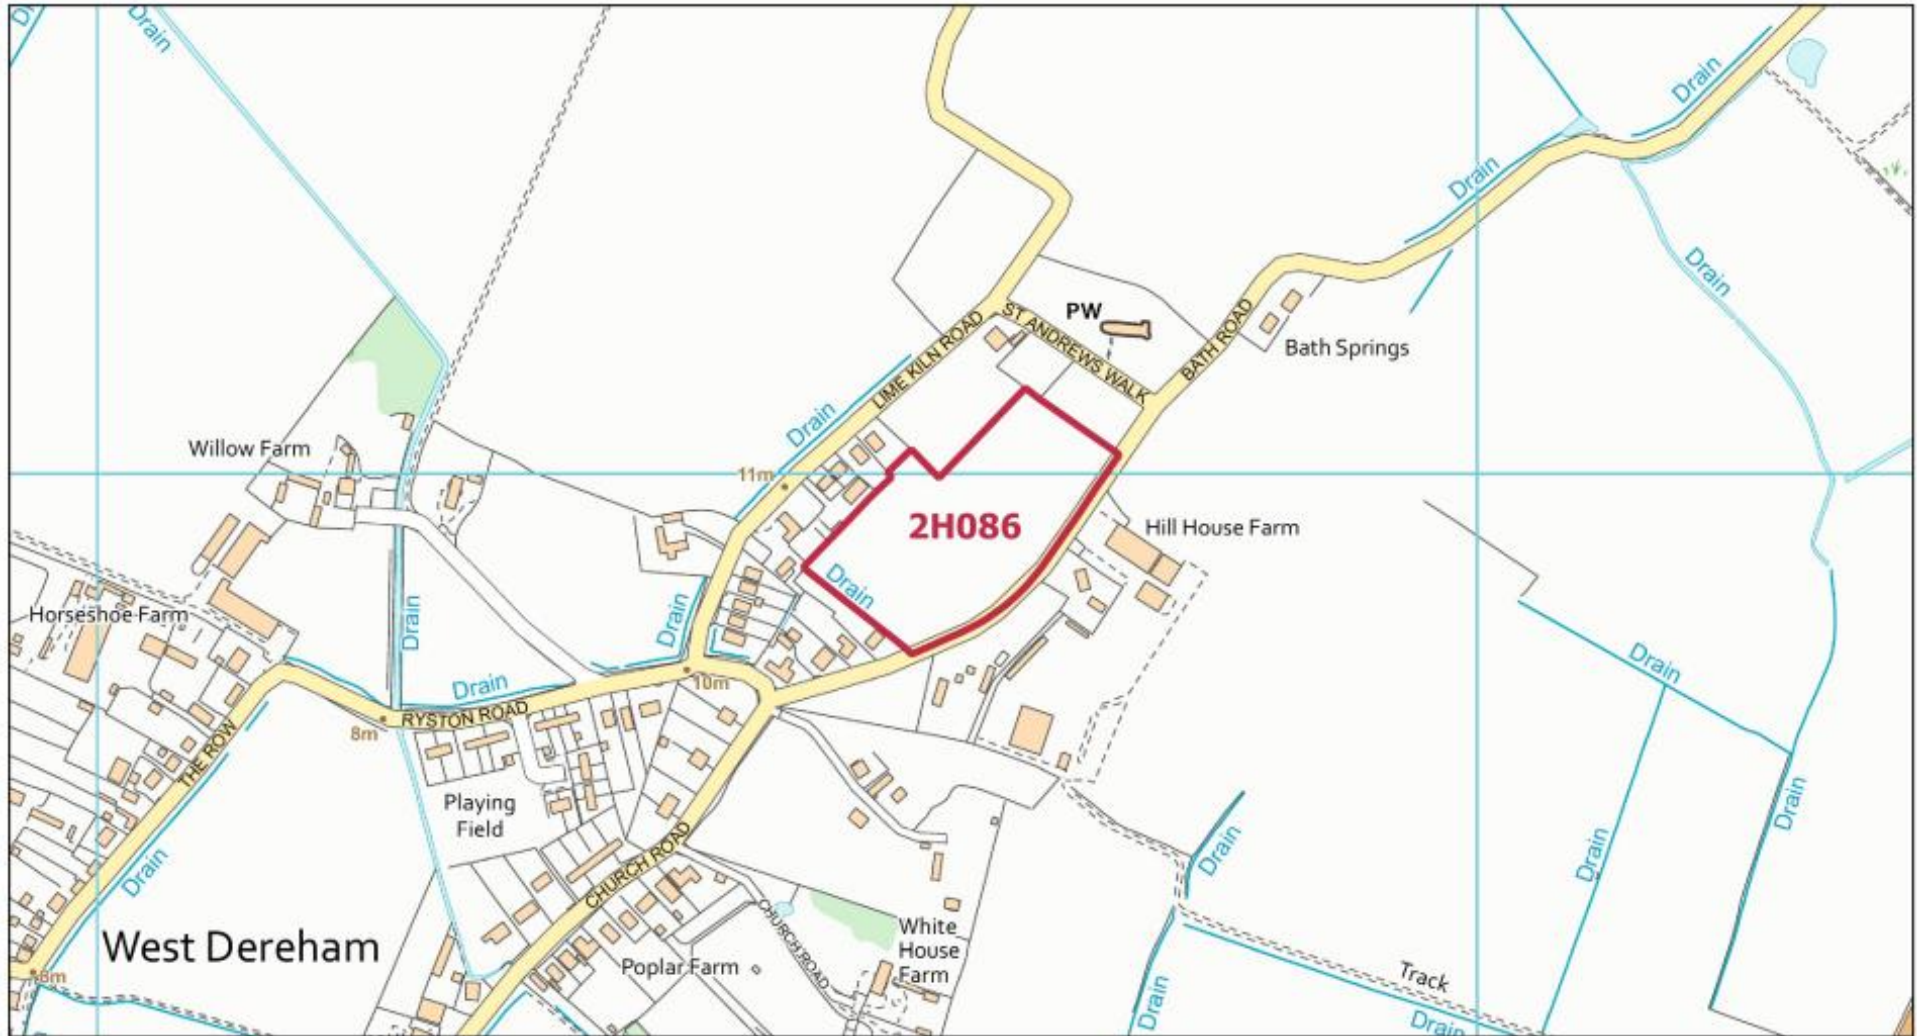 Drain
Drain
Drain
Drain
Drain
PW
ST ANDREWS WALK
BATH ROAD
LIME KILN ROAD
Bath Springs
Drain
Willow Farm
11m
2H086
Hill House Farm
Drain
Horseshoe Farm
Drain
Drain
Drain
Drain
10m
RYSTON ROAD
8m
THE ROW
Playing
Field
Drain
Drain
Drain
Drain
CHURCH ROAD
CHURCH ROAD
West Dereham
White
House
Farm
Poplar Farm
8m
Track
Drain
Drain